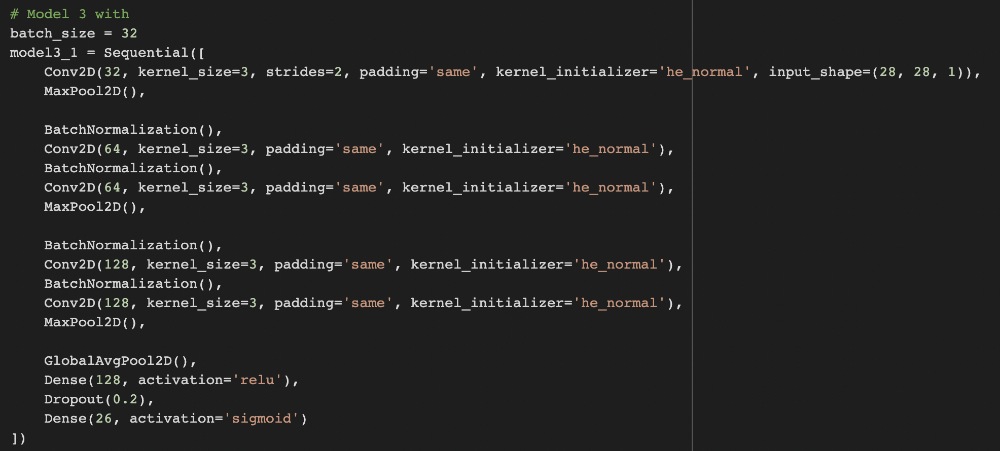 # Model 3 with
batch_size = 32
model3_1 = Sequential([
    Conv2D(32, kernel_size=3, strides=2, padding='same', kernel_initializer='he_normal', input_shape=(28, 28, 1)),
    MaxPool2D(),

    BatchNormalization(),
    Conv2D(64, kernel_size=3, padding='same', kernel_initializer='he_normal'),
    BatchNormalization(),
    Conv2D(64, kernel_size=3, padding='same', kernel_initializer='he_normal'),
    MaxPool2D(),

    BatchNormalization(),
    Conv2D(128, kernel_size=3, padding='same', kernel_initializer='he_normal'),
    BatchNormalization(),
    Conv2D(128, kernel_size=3, padding='same', kernel_initializer='he_normal'),
    MaxPool2D(),

    GlobalAvgPool2D(),
    Dense(128, activation='relu'),
    Dropout(0.2),
    Dense(26, activation='sigmoid')
])